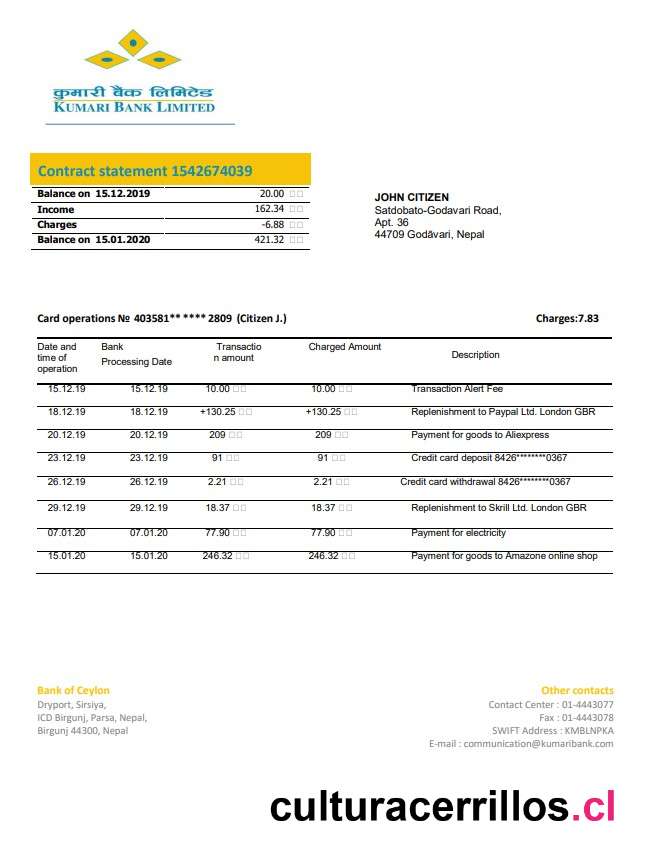 कुमारी बैंक लिमिटेड
KUMARI BANK LIMITED
Contract statement 1542674039
Balance on 15.12.2019 20.00 □□
Income 162.34 □□
Charges -6.88 □□
Balance on 15.01.2020 421.32 □□
JOHN CITIZEN
Satdobato-Godavari Road,
Apt. 36
44709 Godāvari, Nepal
Card operations № 403581** **** 2809 (Citizen J.) Charges:7.83
Date and time of operation
Bank Processing Date
Transactio n amount
Charged Amount
Description
15.12.19 15.12.19 10.00 □□ 10.00 □□ Transaction Alert Fee
18.12.19 18.12.19 +130.25 □□ +130.25 □□ Replenishment to Paypal Ltd. London GBR
20.12.19 20.12.19 209 □□ 209 □□ Payment for goods to Aliexpress
23.12.19 23.12.19 91 □□ 91 □□ Credit card deposit 8426********0367
26.12.19 26.12.19 2.21 □□ 2.21 □□ Credit card withdrawal 8426********0367
29.12.19 29.12.19 18.37 □□ 18.37 □□ Replenishment to Skrill Ltd. London GBR
07.01.20 07.01.20 77.90 □□ 77.90 □□ Payment for electricity
15.01.20 15.01.20 246.32 □□ 246.32 □□ Payment for goods to Amazone online shop
Bank of Ceylon
Dryport, Sirsiya,
ICD Birgunj, Parsa, Nepal,
Birgunj 44300, Nepal
Other contacts
Contact Center : 01-4443077
Fax : 01-4443078
SWIFT Address : KMBLNPKA
E-mail : communication@kumaribank.com
culturacerrillos.cl